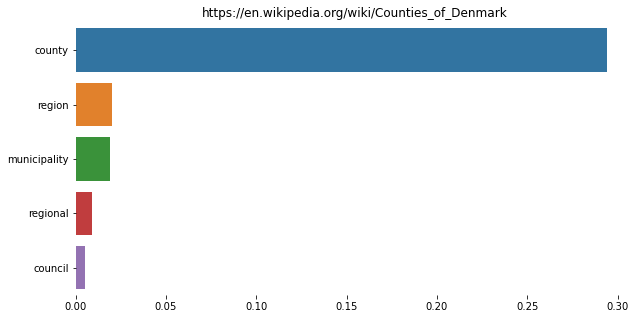 https://en.wikipedia.org/wiki/Counties_of_Denmark
county
region
municipality
regional
council
0.00 0.05 0.10 0.15 0.20 0.25 0.30